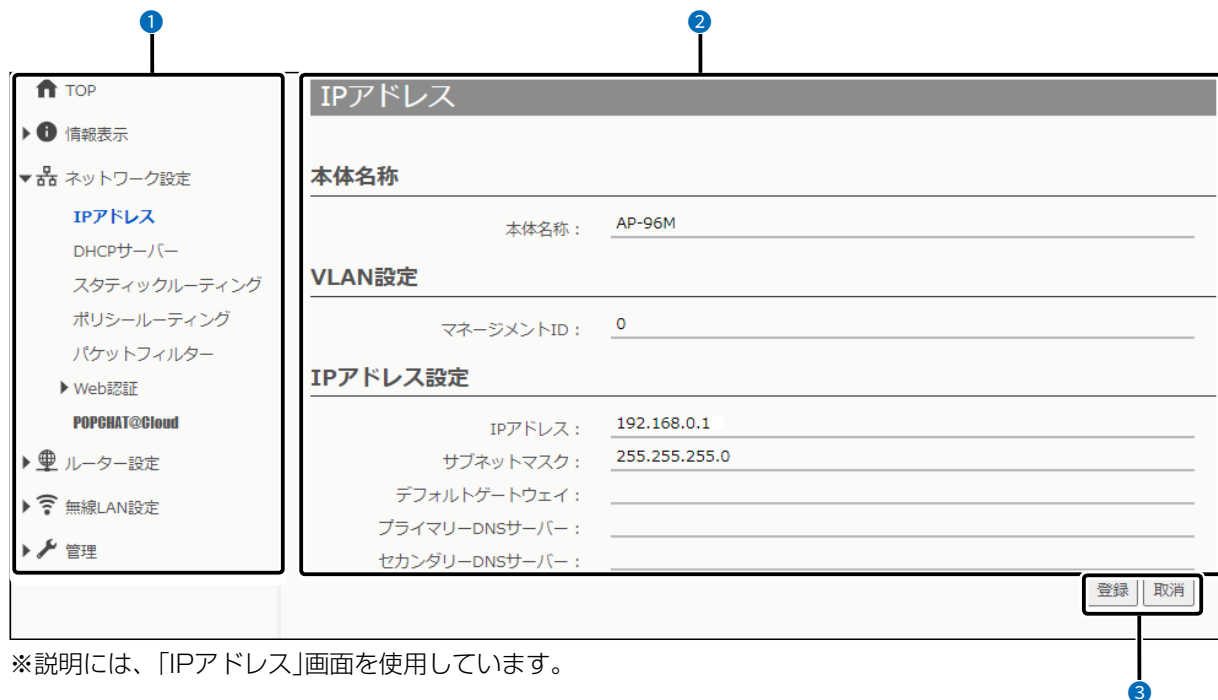 1
2
TOP
情報表示
ネットワーク設定
IPアドレス
DHCPサーバー
スタティックルーティング
ポリシールーティング
パケットフィルター
Web認証
POPCHAT@Cloud
ルーター設定
無線LAN設定
管理
IPアドレス
本体名称
本体名称： AP-96M
VLAN設定
マネージメントID： 0
IPアドレス設定
IPアドレス： 192.168.0.1
サブネットマスク： 255.255.255.0
デフォルトゲートウェイ：
プライマリーDNSサーバー：
セカンダリーDNSサーバー：
登録 取消
※説明には、「IPアドレス」画面を使用しています。
3